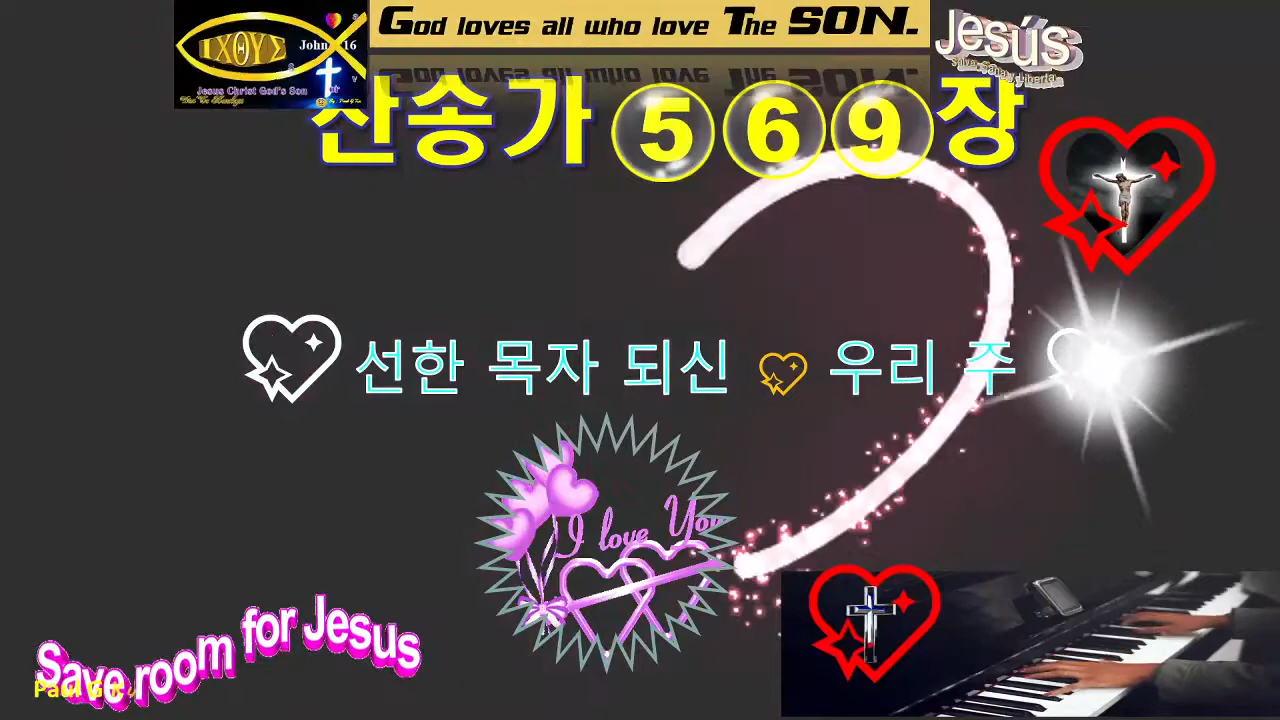 God loves all who love The SON.
ΙΧΘΥΣ
John 16
Jesus Christ God's Son
Jesús
Salva, Sana y Liberta
찬송가 569장
선한 목자 되신 우리 주
I love You
Save room for Jesus